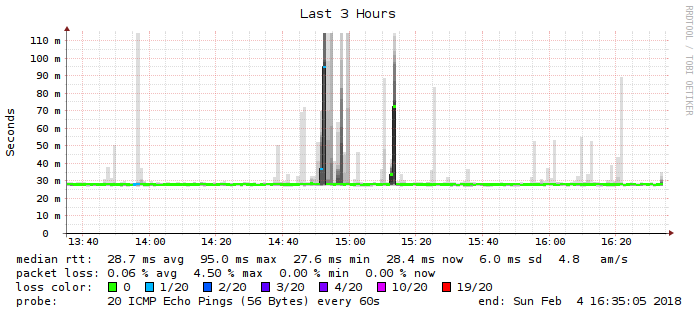 Last 3 Hours
RRDTOOL / TOBI OETIKER
Seconds
110 m
100 m
90 m
80 m
70 m
60 m
50 m
40 m
30 m
20 m
10 m
0
13:40 14:00 14:20 14:40 15:00 15:20 15:40 16:00 16:20
median rtt: 28.7 ms avg 95.0 ms max 27.6 ms min 28.4 ms now 6.0 ms sd 4.8 am/s
packet loss: 0.06 % avg 4.50 % max 0.00 % min 0.00 % now
loss color: 0 1/20 2/20 3/20 4/20 10/20 19/20
probe: 20 ICMP Echo Pings (56 Bytes) every 60s end: Sun Feb 4 16:35:05 2018